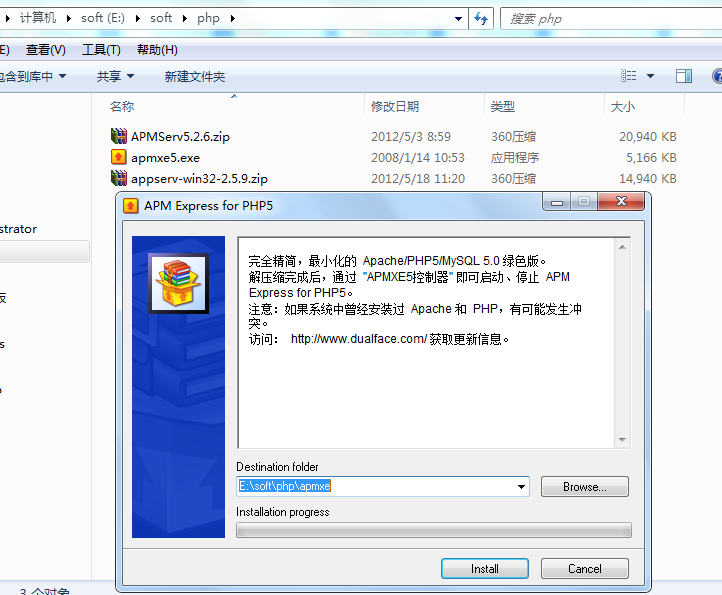 计算机 soft (E:) soft php 搜索 php
E) 查看(V) 工具(T) 帮助(H)
包含到库中 共享 新建文件夹
名称 修改日期 类型 大小
APMServ5.2.6.zip 2012/5/3 8:59 360压缩 20,940 KB
apmxe5.exe 2008/1/14 10:53 应用程序 5,166 KB
appserv-win32-2.5.9.zip 2012/5/18 11:20 360压缩 14,940 KB
strator
APM Express for PHP5
完全精简，最小化的 Apache/PHP5/MySQL 5.0 绿色版。
解压缩完成后，通过 "APMXE5控制器" 即可启动、停止 APM
Express for PHP5。
注意：如果系统中曾经安装过 Apache 和 PHP，有可能发生冲
突。
访问： http://www.dualface.com/ 获取更新信息。
Destination folder
E:\soft\php\apmxe
Browse...
Installation progress
Install Cancel
3 个对象